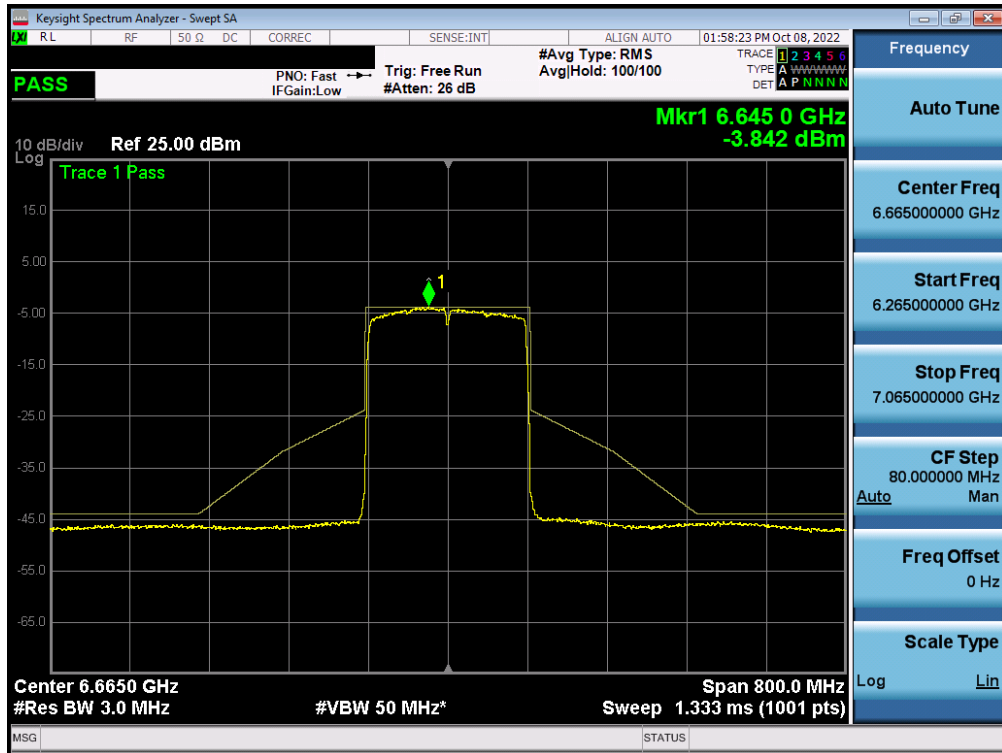 Keysight Spectrum Analyzer - Swept SA
LXI RL RF 50 Ω DC CORREC SENSE:INT ALIGN AUTO 01:58:23 PM Oct 08, 2022
Frequency
PASS
PNO: Fast
IFGain:Low
Trig: Free Run
#Atten: 26 dB
#Avg Type: RMS
Avg|Hold: 100/100
TRACE 1 2 3 4 5 6
TYPE A WWWWW
DET A P N N N N
Mkr1 6.645 0 GHz
-3.842 dBm
10 dB/div Ref 25.00 dBm
Log
Trace 1 Pass
15.0
5.00
1
-5.00
-15.0
-25.0
-35.0
-45.0
-55.0
-65.0
Center 6.6650 GHz Span 800.0 MHz
#Res BW 3.0 MHz #VBW 50 MHz* Sweep 1.333 ms (1001 pts)
MSG STATUS
Auto Tune
Center Freq
6.665000000 GHz
Start Freq
6.265000000 GHz
Stop Freq
7.065000000 GHz
CF Step
80.000000 MHz
Auto Man
Freq Offset
0 Hz
Scale Type
Log Lin